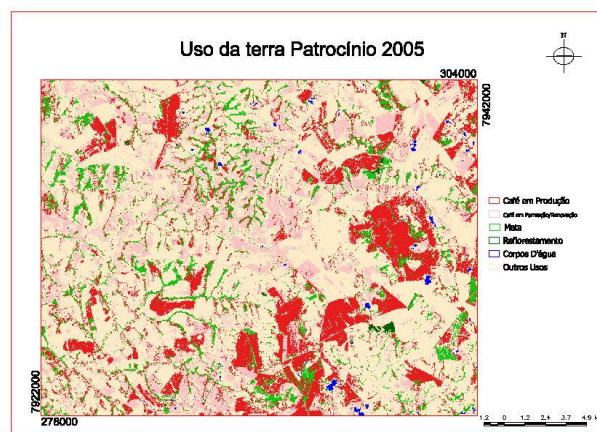 Uso da terra Patrocínio 2005
N
304000
7942000
Café em Produção
Café em Formação/Renovação
Mata
Reflorestamento
Corpos D'água
Outros Usos
7922000
278000
1.2 0 1.2 2.4 3.7 4.9 k